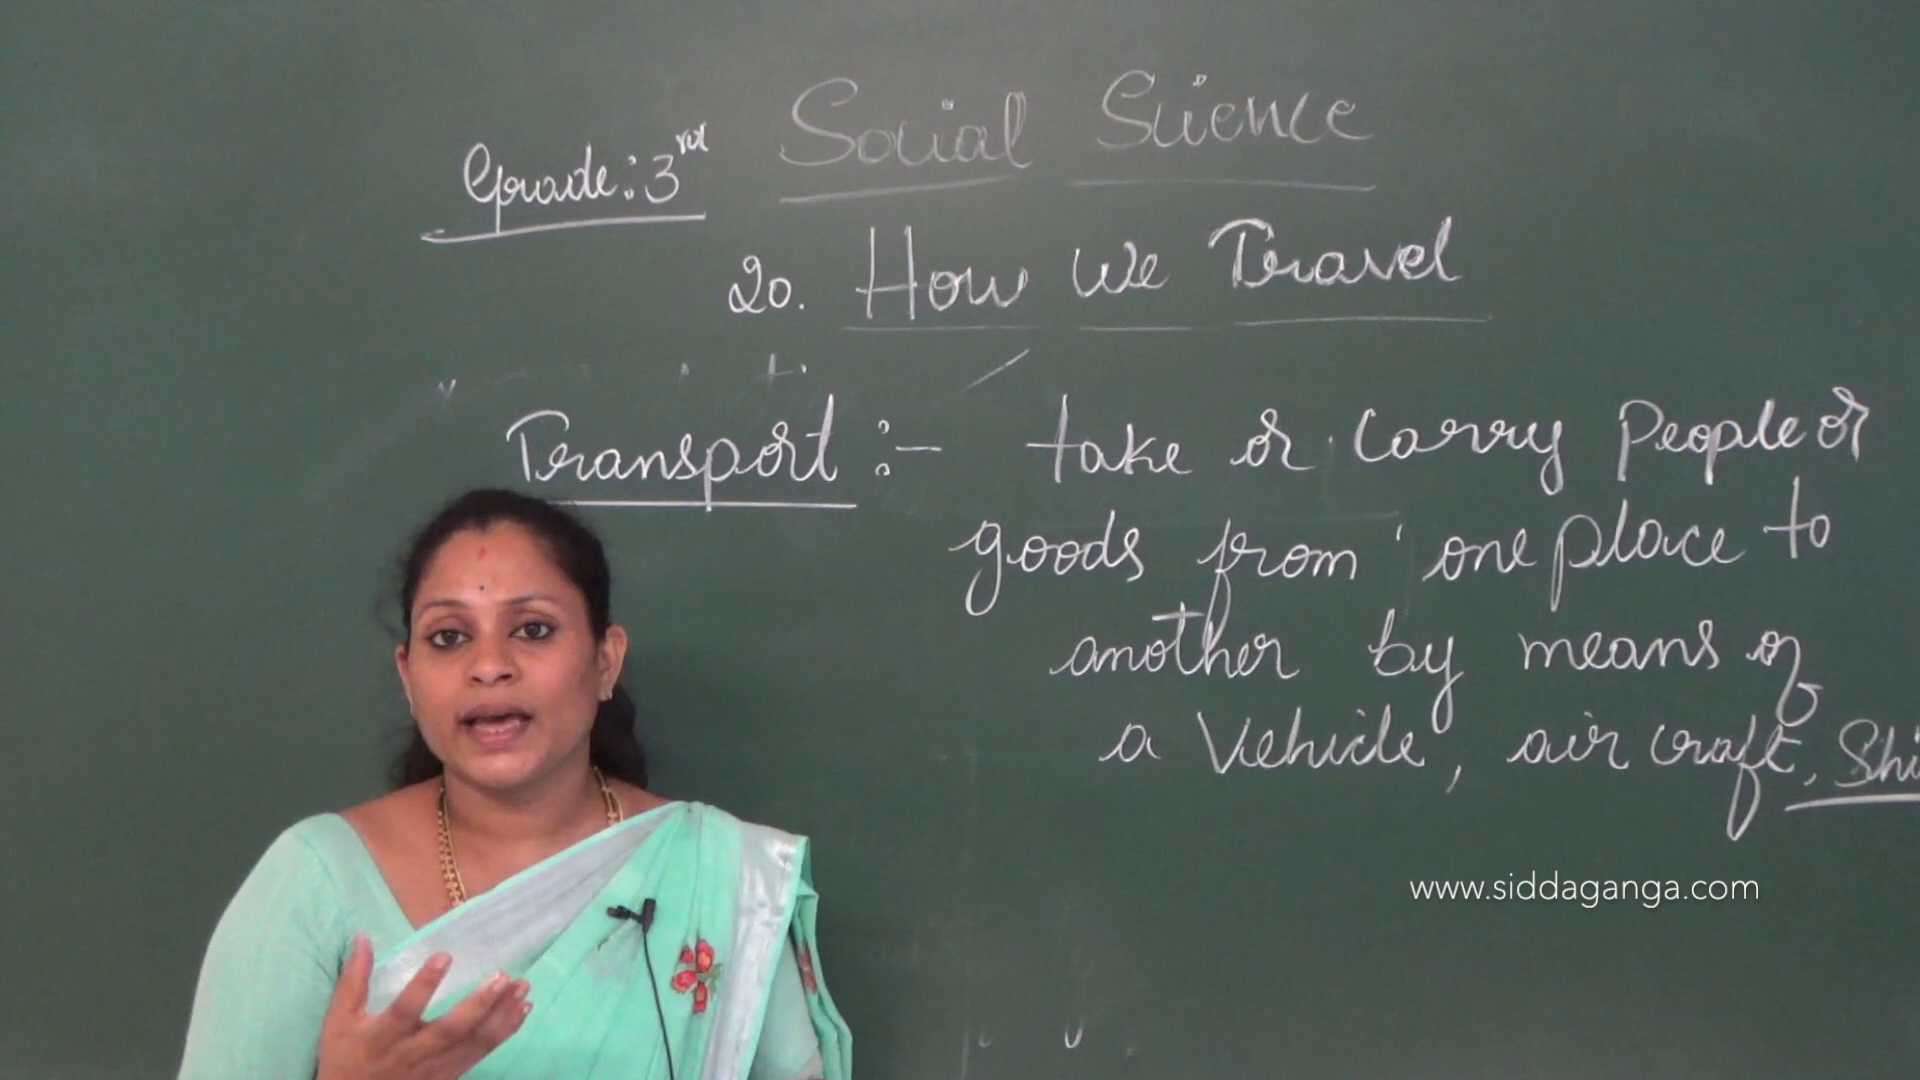 Social Science
Grade: 3rd
20. How We Travel
Transport :- take or Carry People or
goods from one place to
another by means of
a Vehicle, air craft, Shi
www.siddaganga.com